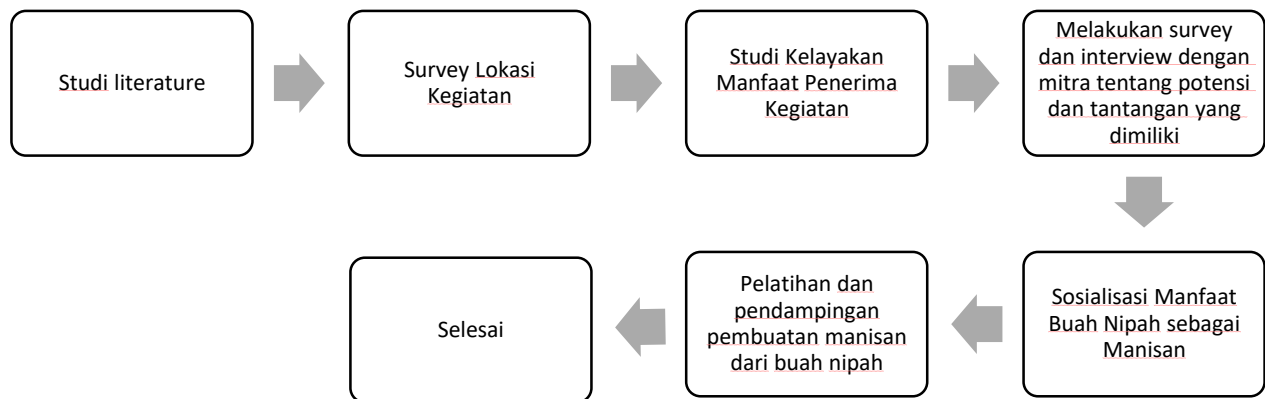 Studi literature
Survey Lokasi
Kegiatan
Studi Kelayakan
Manfaat Penerima
Kegiatan
Melakukan survey
dan interview dengan
mitra tentang potensi
dan tantangan yang
dimiliki
Sosialisasi Manfaat
Buah Nipah sebagai
Manisan
Pelatihan dan
pendampingan
pembuatan manisan
dari buah nipah
Selesai